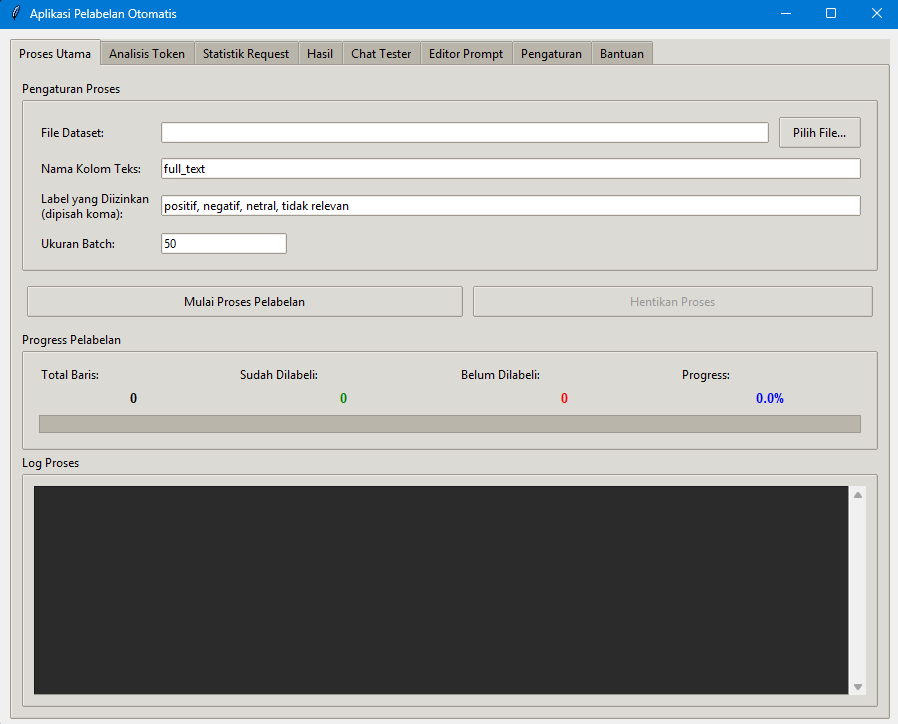 Aplikasi Pelabelan Otomatis
Proses Utama Analisis Token Statistik Request Hasil Chat Tester Editor Prompt Pengaturan Bantuan
Pengaturan Proses
File Dataset: Pilih File...
Nama Kolom Teks: full_text
Label yang Diizinkan
(dipisah koma): positif, negatif, netral, tidak relevan
Ukuran Batch: 50
Mulai Proses Pelabelan Hentikan Proses
Progress Pelabelan
Total Baris: Sudah Dilabeli: Belum Dilabeli: Progress:
0 0 0 0.0%
Log Proses